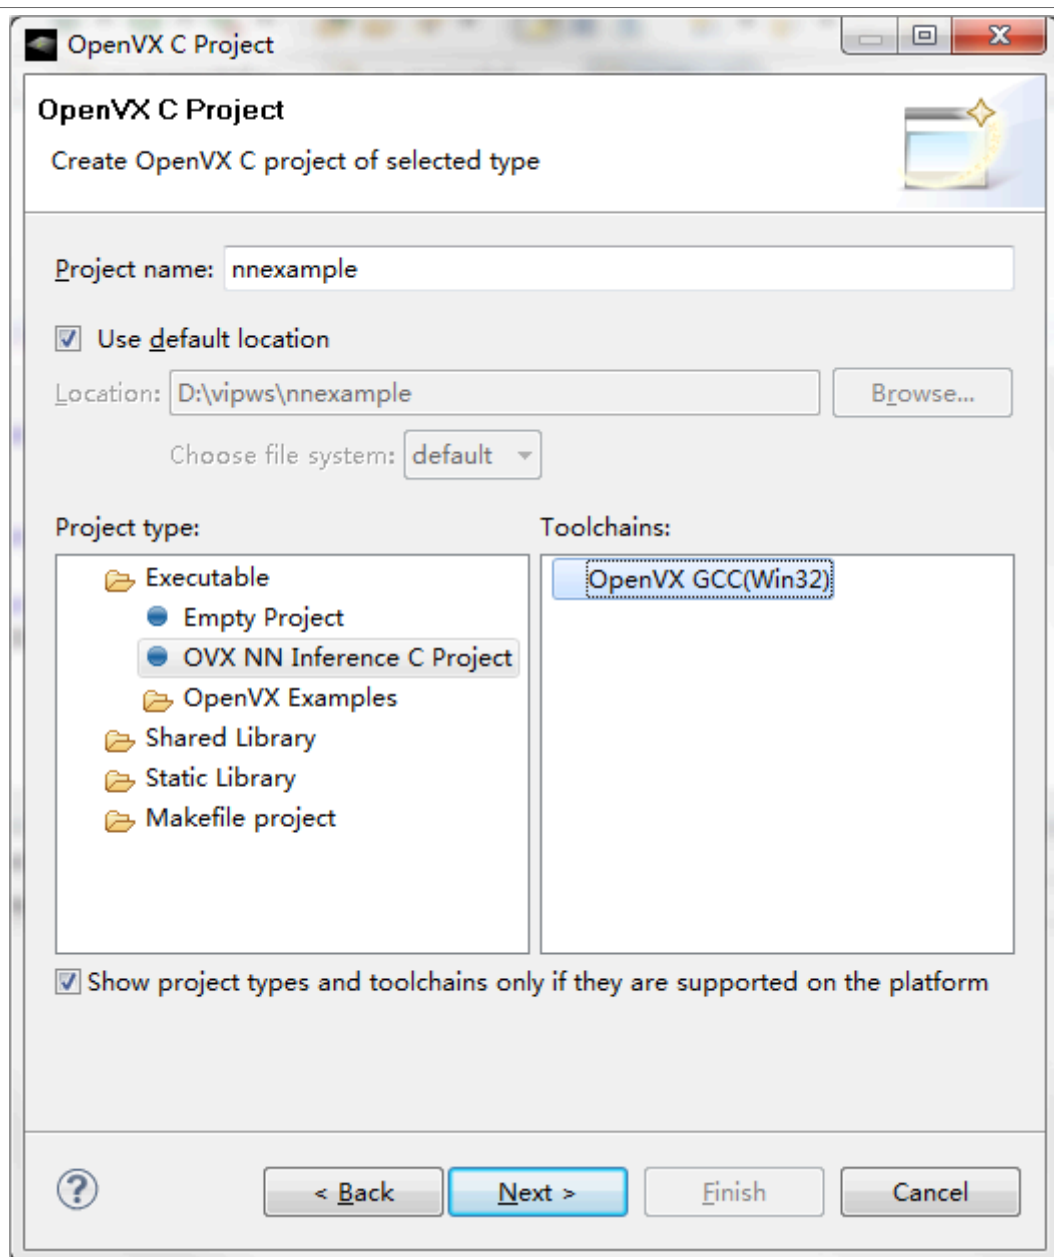 OpenVX C Project
OpenVX C Project
Create OpenVX C project of selected type
Project name: nnexample
Use default location
Location: D:\vipws\nnexample Browse...
Choose file system: default
Project type: Toolchains:
Executable OpenVX GCC(Win32)
Empty Project
OVX NN Inference C Project
OpenVX Examples
Shared Library
Static Library
Makefile project
Show project types and toolchains only if they are supported on the platform
? < Back Next > Finish Cancel